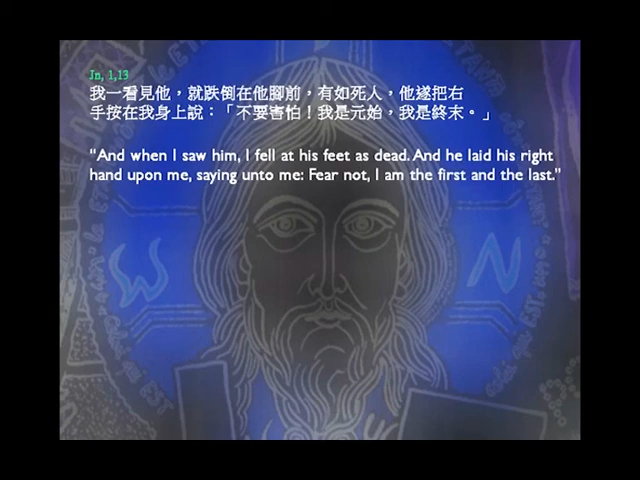 Jn, 1,13
我一看見他，就跌倒在他腳前，有如死人，他遂把右
手按在我身上說：「不要害怕！我是元始，我是終末。」
"And when I saw him, I fell at his feet as dead. And he laid his right
hand upon me, saying unto me: Fear not, I am the first and the last."
ω
N